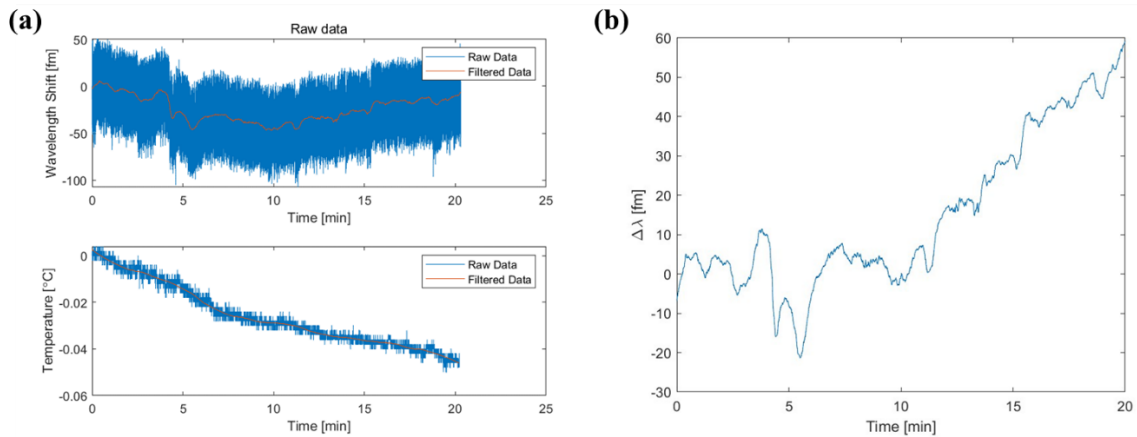 (a)
Raw data
50
0
-50
-100
Wavelength Shift [fm]
Raw Data
Filtered Data
0 5 10 15 20 25
Time [min]
0
-0.02
-0.04
-0.06
Temperature [°C]
Raw Data
Filtered Data
0 5 10 15 20 25
Time [min]
(b)
60
50
40
30
20
10
0
-10
-20
-30
Δλ [fm]
0 5 10 15 20
Time [min]